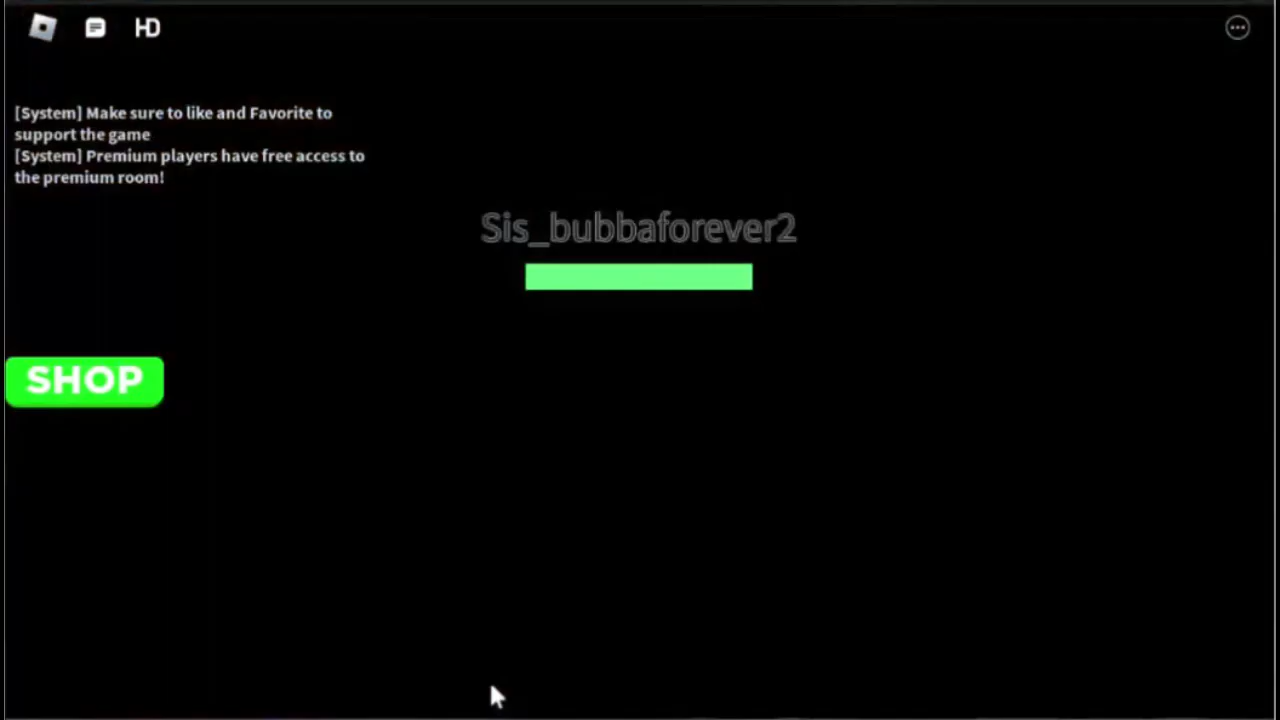 HD
[System] Make sure to like and Favorite to
support the game
[System] Premium players have free access to
the premium room!
Sis_bubbaforever2
SHOP